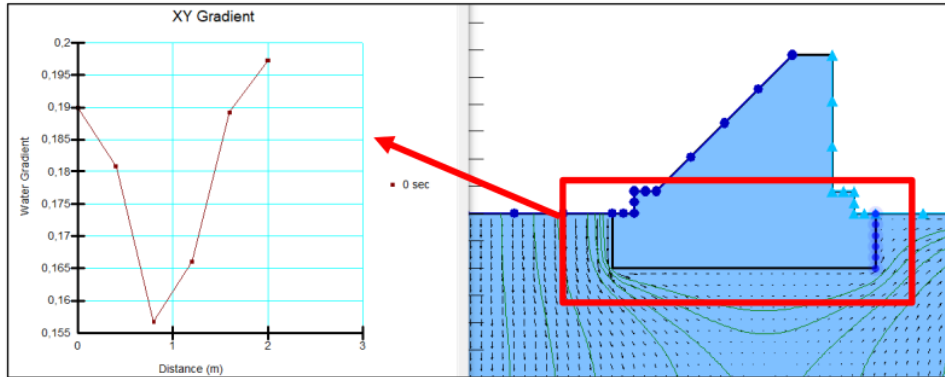 XY Gradient
0,2
0,195
0,19
0,185
0,18
0,175
0,17
0,165
0,16
0,155
Water Gradient
0 1 2 3
Distance (m)
0 sec